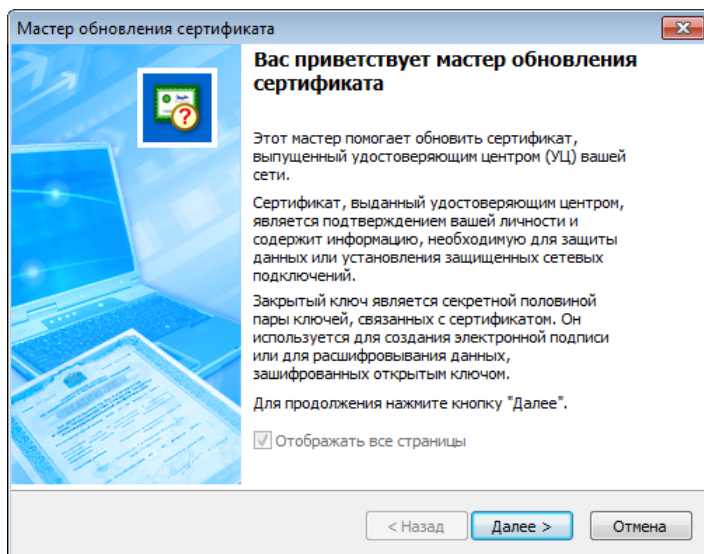 Мастер обновления сертификата
Вас приветствует мастер обновления
сертификата
Этот мастер помогает обновить сертификат,
выпущенный удостоверяющим центром (УЦ) вашей
сети.
Сертификат, выданный удостоверяющим центром,
является подтверждением вашей личности и
содержит информацию, необходимую для защиты
данных или установления защищенных сетевых
подключений.
Закрытый ключ является секретной половиной
пары ключей, связанных с сертификатом. Он
используется для создания электронной подписи
или для расшифровывания данных,
зашифрованных открытым ключом.
Для продолжения нажмите кнопку "Далее".
Отображать все страницы
< Назад
Далее >
Отмена